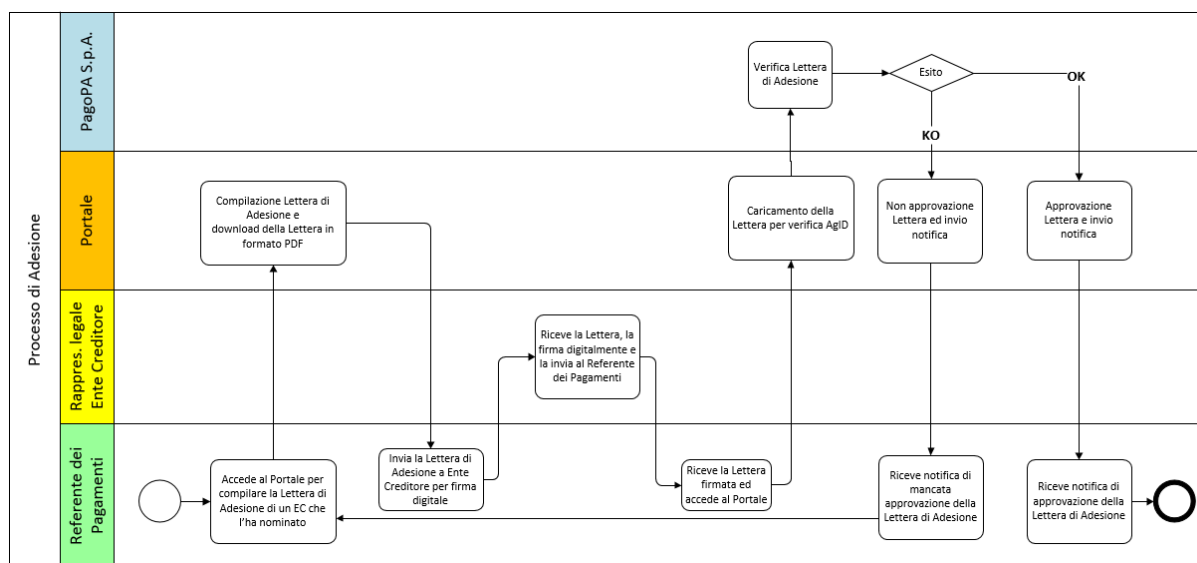 Processo di Adesione
PagoPA S.p.A.
Verifica Lettera
di Adesione
Esito
OK
KO
Portale
Compilazione Lettera di
Adesione e
download della Lettera in
formato PDF
Caricamento della
Lettera per verifica AgID
Non approvazione
Lettera ed invio
notifica
Approvazione
Lettera e invio
notifica
Rappres. legale
Ente Creditore
Riceve la Lettera, la
firma digitalmente e
la invia al Referente
dei Pagamenti
Referente dei
Pagamenti
Accede al Portale per
compilare la Lettera di
Adesione di un EC che
l'ha nominato
Invia la Lettera di
Adesione a Ente
Creditore per firma
digitale
Riceve la Lettera
firmata ed
accede al Portale
Riceve notifica di
mancata
approvazione della
Lettera di Adesione
Riceve notifica di
approvazione della
Lettera di Adesione